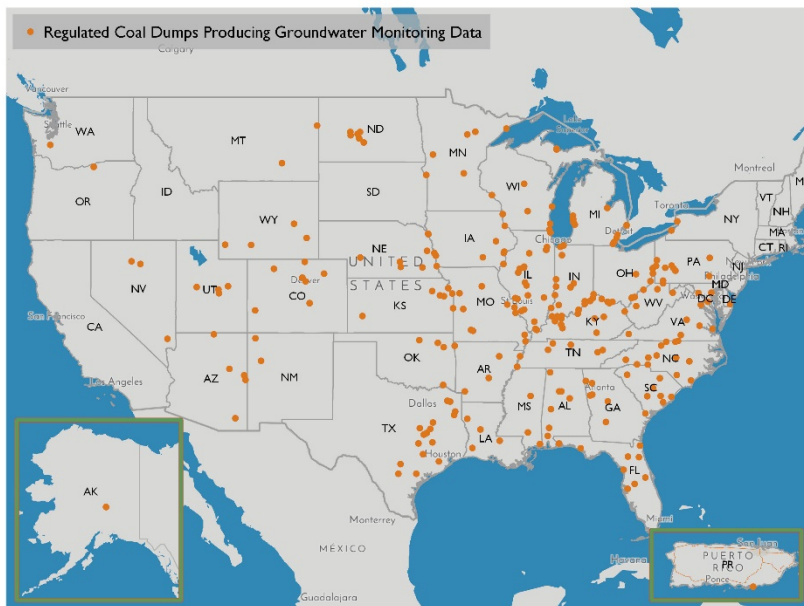 Regulated Coal Dumps Producing Groundwater Monitoring Data
Calgary
Vancouver
Seattle
WA
MT
ND
MN
Lake
Superior
Montreal
OR
ID
SD
WI
MI
Toronto
VT
NH
NY
MA
CT RI
WY
Detroit
Chicago
IA
NE
UNITED
STATES
PA
NJ
Philadelphia
OH
IN
IL
MD
DC DE
NV
UT
CO
Denver
KS
MO
St Louis
WV
VA
KY
San Francisco
CA
Los Angeles
AZ
NM
OK
AR
TN
NC
SC
Atlanta
Dallas
MS
AL
GA
TX
LA
Houston
FL
Miami
AK
Monterrey
MÉXICO
Guadalajara
Havana
San Juan
PUERTO
RICO
PR
Ponce